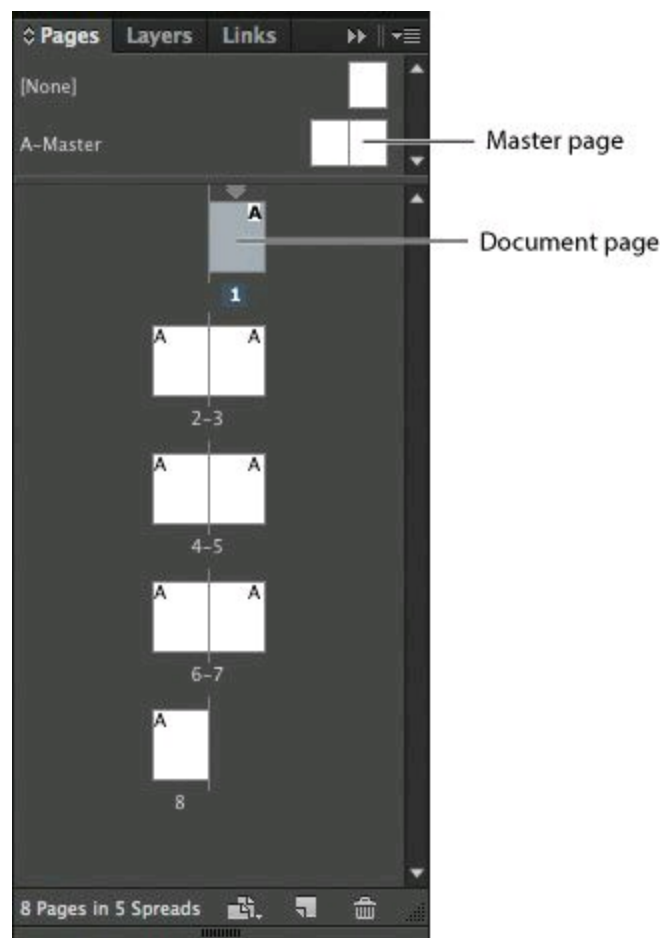 Pages Layers Links
[None]
A-Master
Master page
A
Document page
1
A A
2-3
A A
4-5
A A
6-7
A
8
8 Pages in 5 Spreads